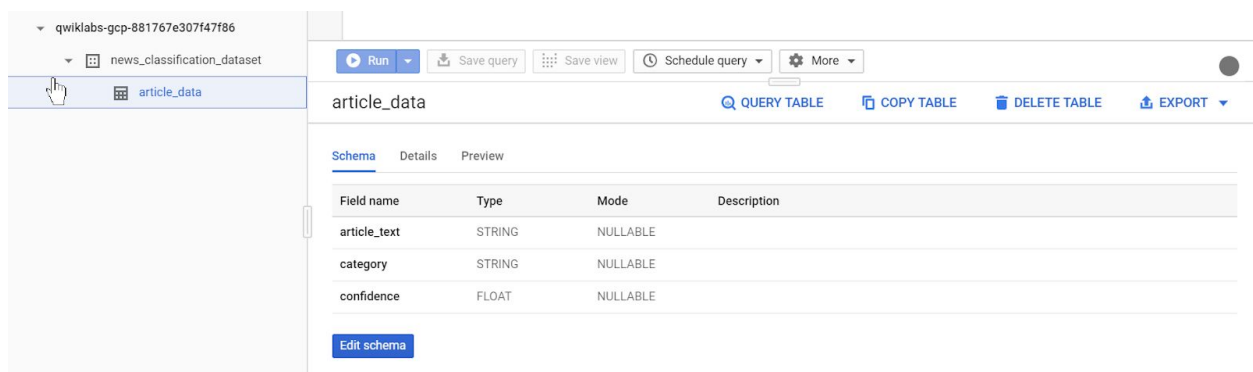 qwiklabs-gcp-881767e307f47f86
news_classification_dataset
article_data
Run Save query Save view Schedule query More
article_data QUERY TABLE COPY TABLE DELETE TABLE EXPORT
Schema Details Preview
Field name Type Mode Description
article_text STRING NULLABLE
category STRING NULLABLE
confidence FLOAT NULLABLE
Edit schema